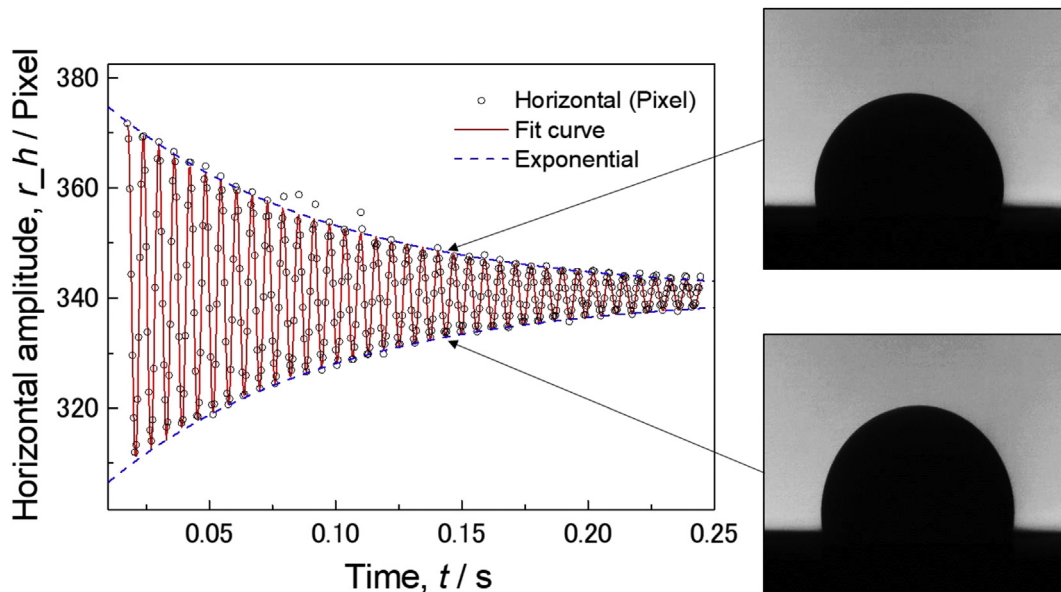 Horizontal amplitude, r_h / Pixel
380
360
340
320
Horizontal (Pixel)
Fit curve
Exponential
0.05
0.10
0.15
0.20
0.25
Time, t / s